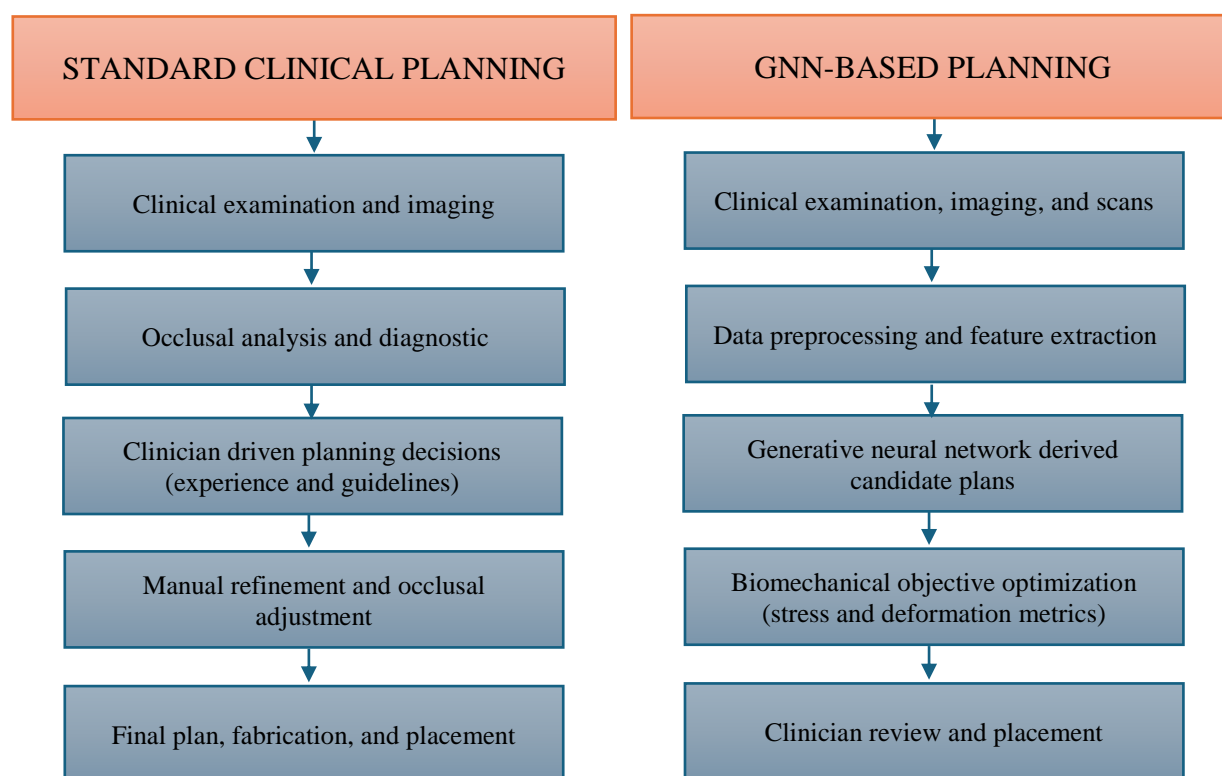 STANDARD CLINICAL PLANNING
Clinical examination and imaging
Occlusal analysis and diagnostic
Clinician driven planning decisions
(experience and guidelines)
Manual refinement and occlusal
adjustment
Final plan, fabrication, and placement
GNN-BASED PLANNING
Clinical examination, imaging, and scans
Data preprocessing and feature extraction
Generative neural network derived
candidate plans
Biomechanical objective optimization
(stress and deformation metrics)
Clinician review and placement